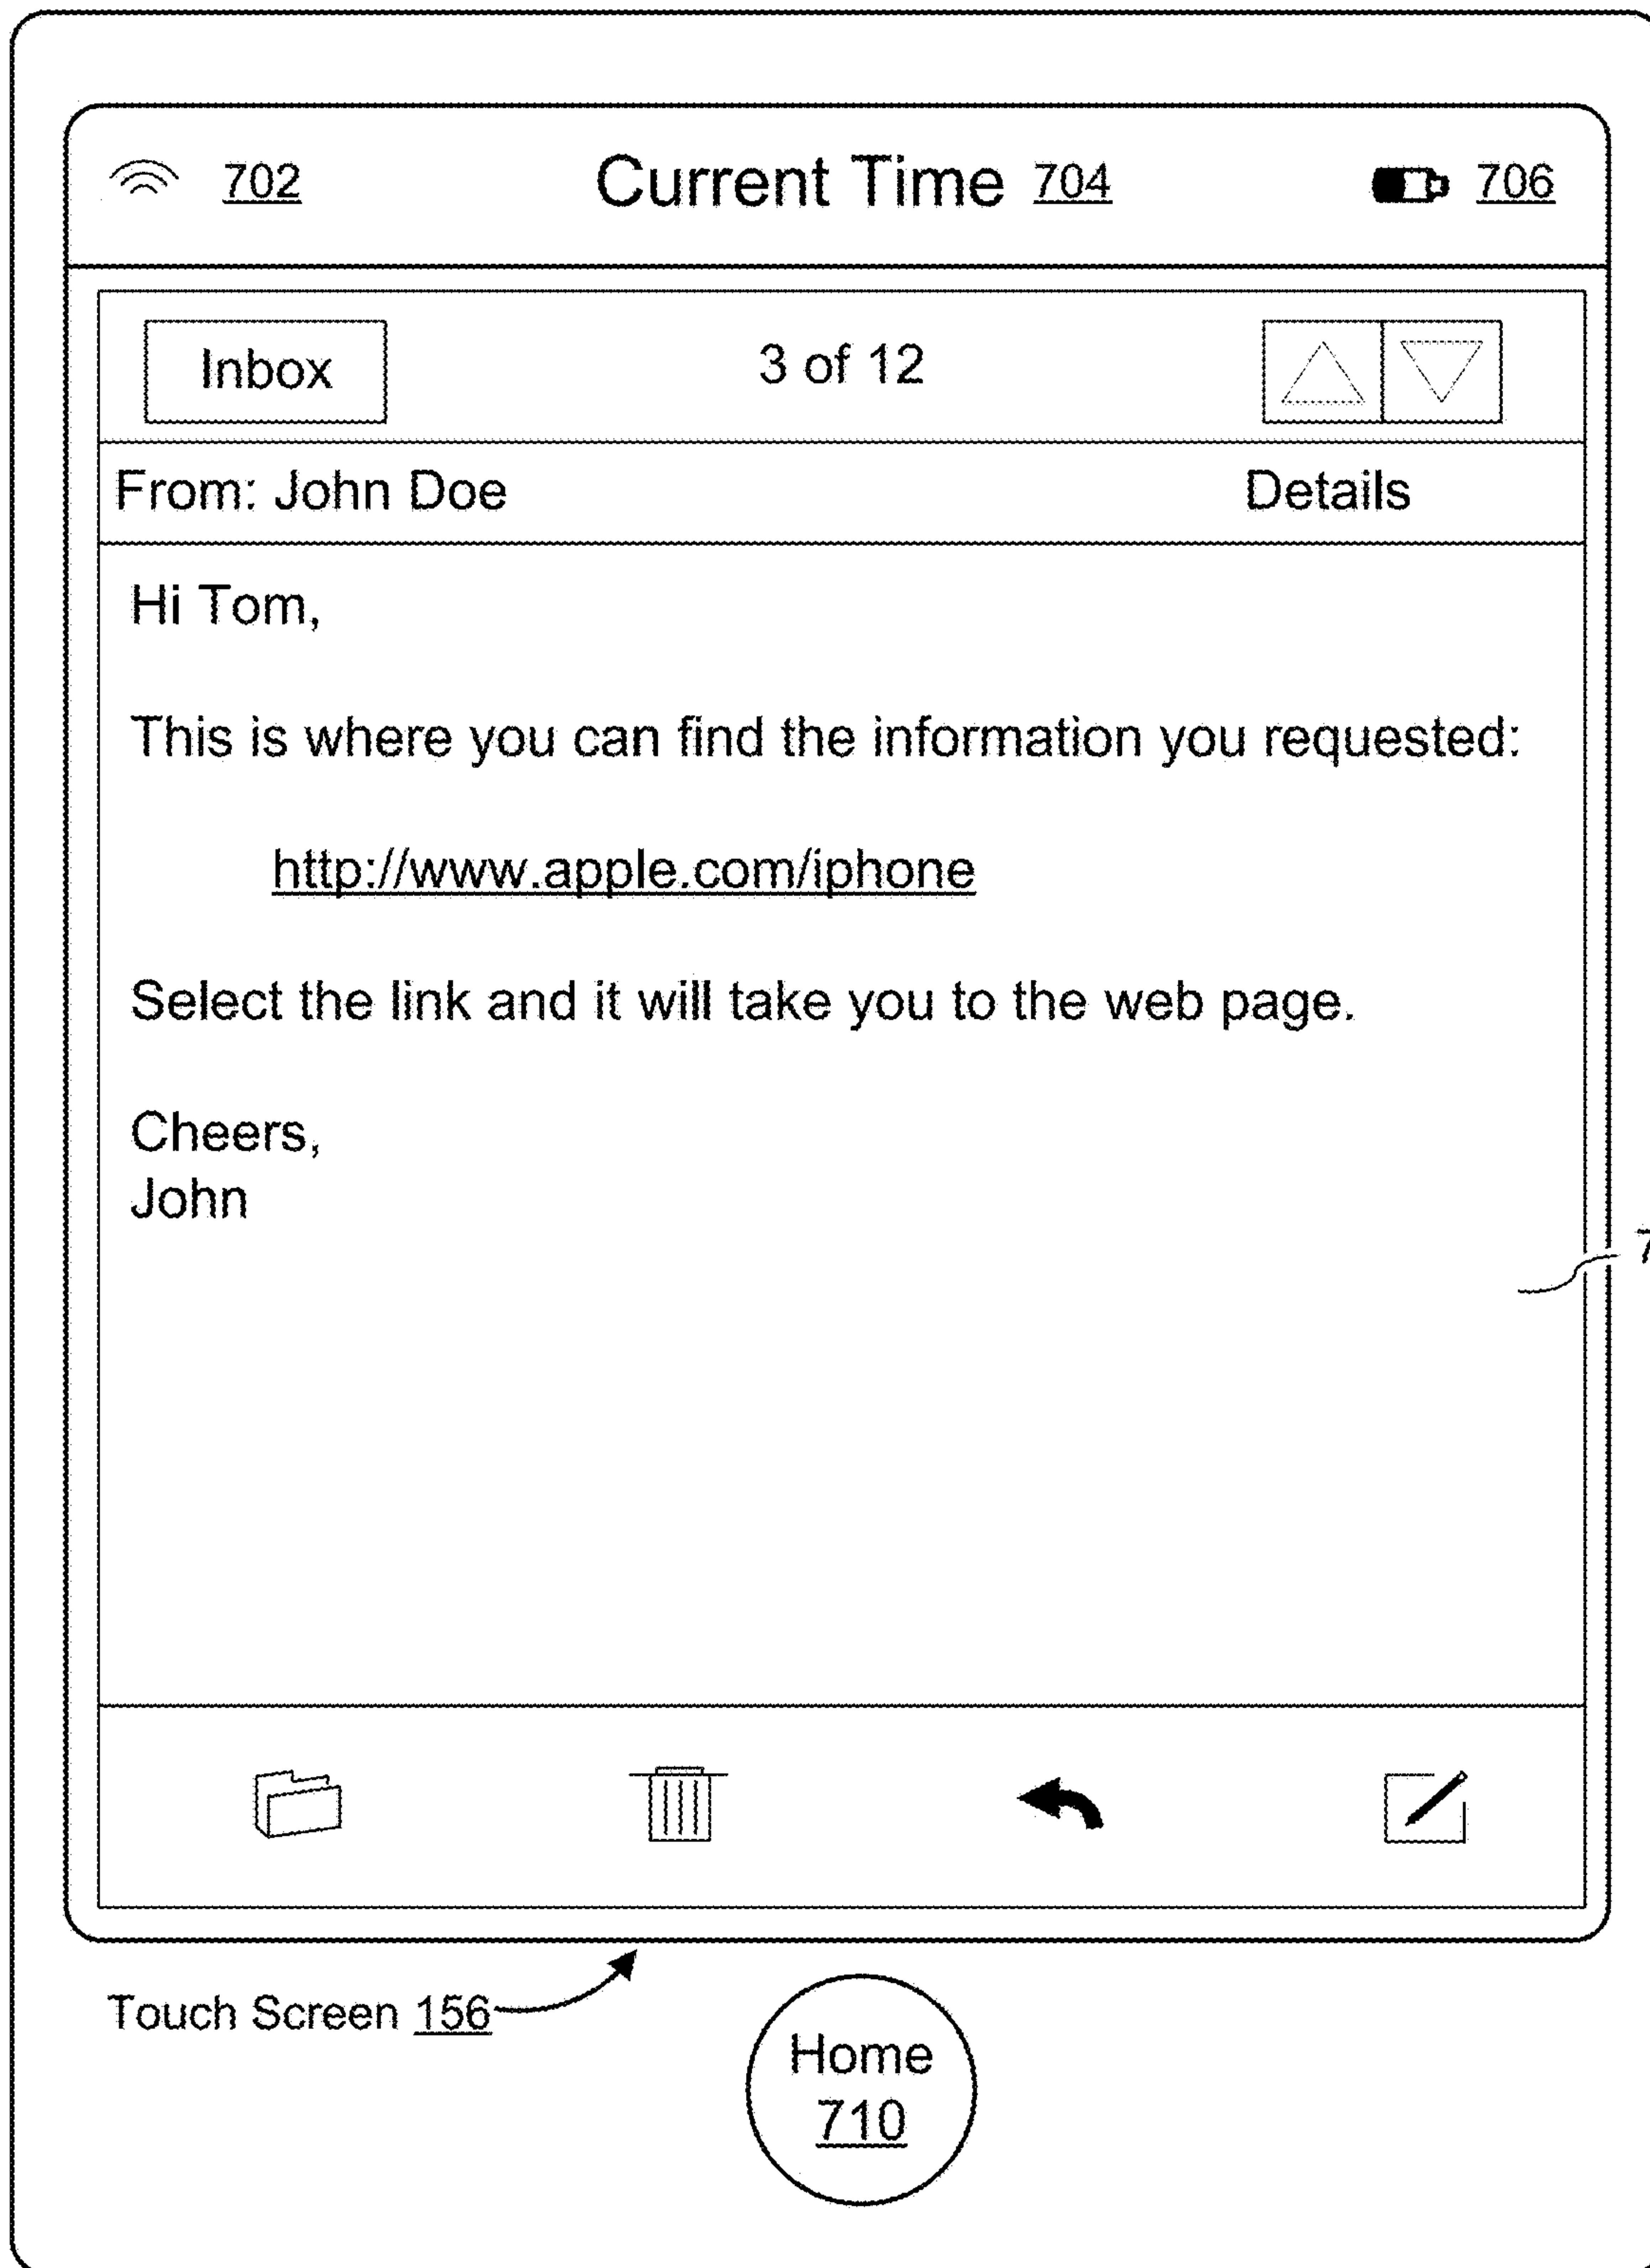 702 Current Time 704 706
Inbox 3 of 12
From: John Doe Details
Hi Tom,
This is where you can find the information you requested:
http://www.apple.com/iphone
Select the link and it will take you to the web page.
Cheers,
John
Touch Screen 156
Home
710